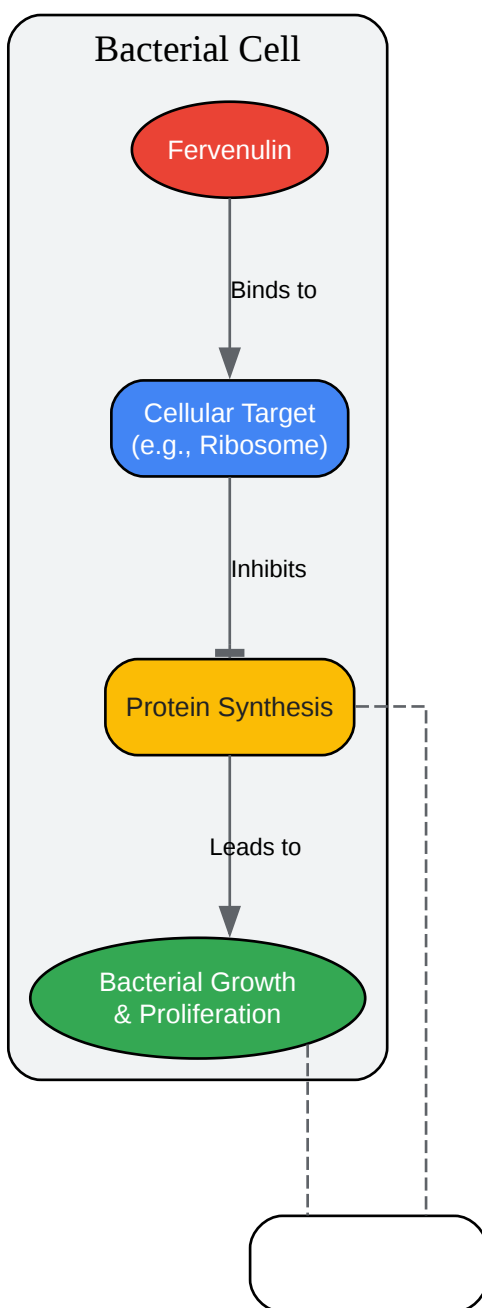 Bacterial Cell
Fervenulin
Binds to
Cellular Target
(e.g., Ribosome)
Inhibits
Protein Synthesis
Leads to
Bacterial Growth
& Proliferation